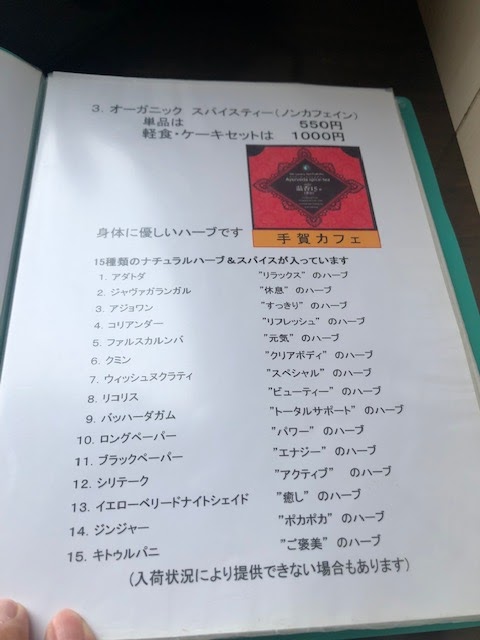 3. オーガニック スパイスティー(ノンカフェイン)
単品は 550円
軽食・ケーキセットは 1000円
Ayurveda spice tea
温香15
手賀カフェ
身体に優しいハーブです
15種類のナチュラルハーブ&スパイスが入っています
1. アダトダ "リラックス" のハーブ
2. ジャヴァガランガル "休息" のハーブ
3. アジョワン "すっきり" のハーブ
4. コリアンダー "リフレッシュ" のハーブ
5. ファルスカルンバ "元気" のハーブ
6. クミン "クリアボディ" のハーブ
7. ウィッシュヌクラティ "スペシャル" のハーブ
8. リコリス "ビューティー" のハーブ
9. パッハーダガム "トータルサポート" のハーブ
10. ロングペーパー "パワー" のハーブ
11. ブラックペーパー "エナジー" のハーブ
12. シリテーク "アクティブ" のハーブ
13. イエローベリードナイトシェイド "癒し" のハーブ
14. ジンジャー "ポカポカ" のハーブ
15. キトゥルパニ "ご褒美" のハーブ
(入荷状況により提供できない場合もあります)